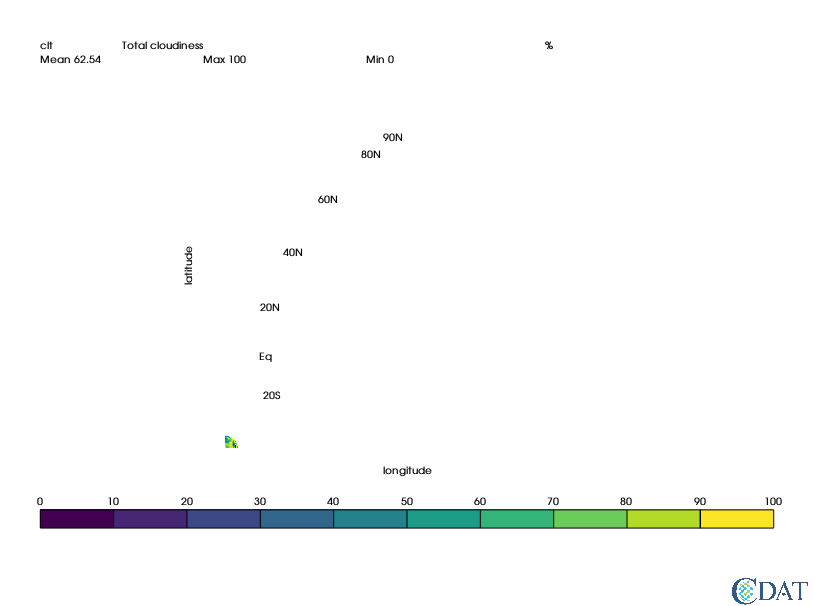 clt Total cloudiness %
Mean 62.54 Max 100 Min 0
90N
80N
60N
40N
latitude
20N
Eq
20S
longitude
0 10 20 30 40 50 60 70 80 90 100
CDAT